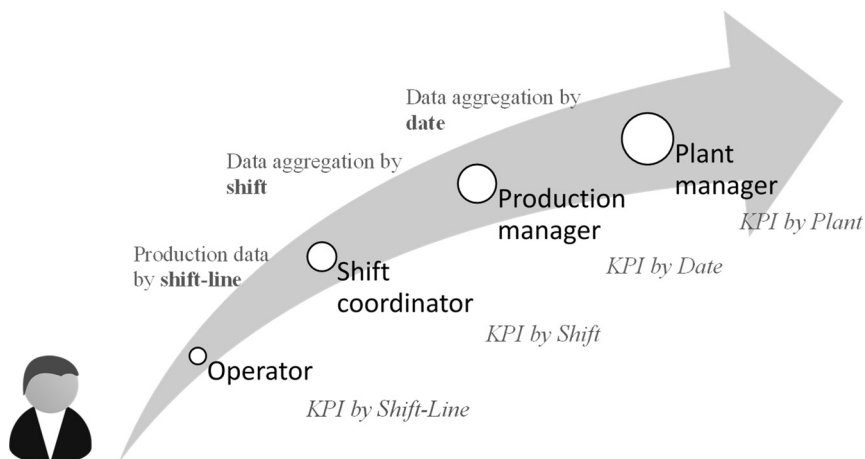 Data aggregation by
date
Plant
manager
Data aggregation by
shift
Production
manager
KPI by Plant
Production data
by shift-line
Shift
coordinator
KPI by Date
KPI by Shift
Operator
KPI by Shift-Line